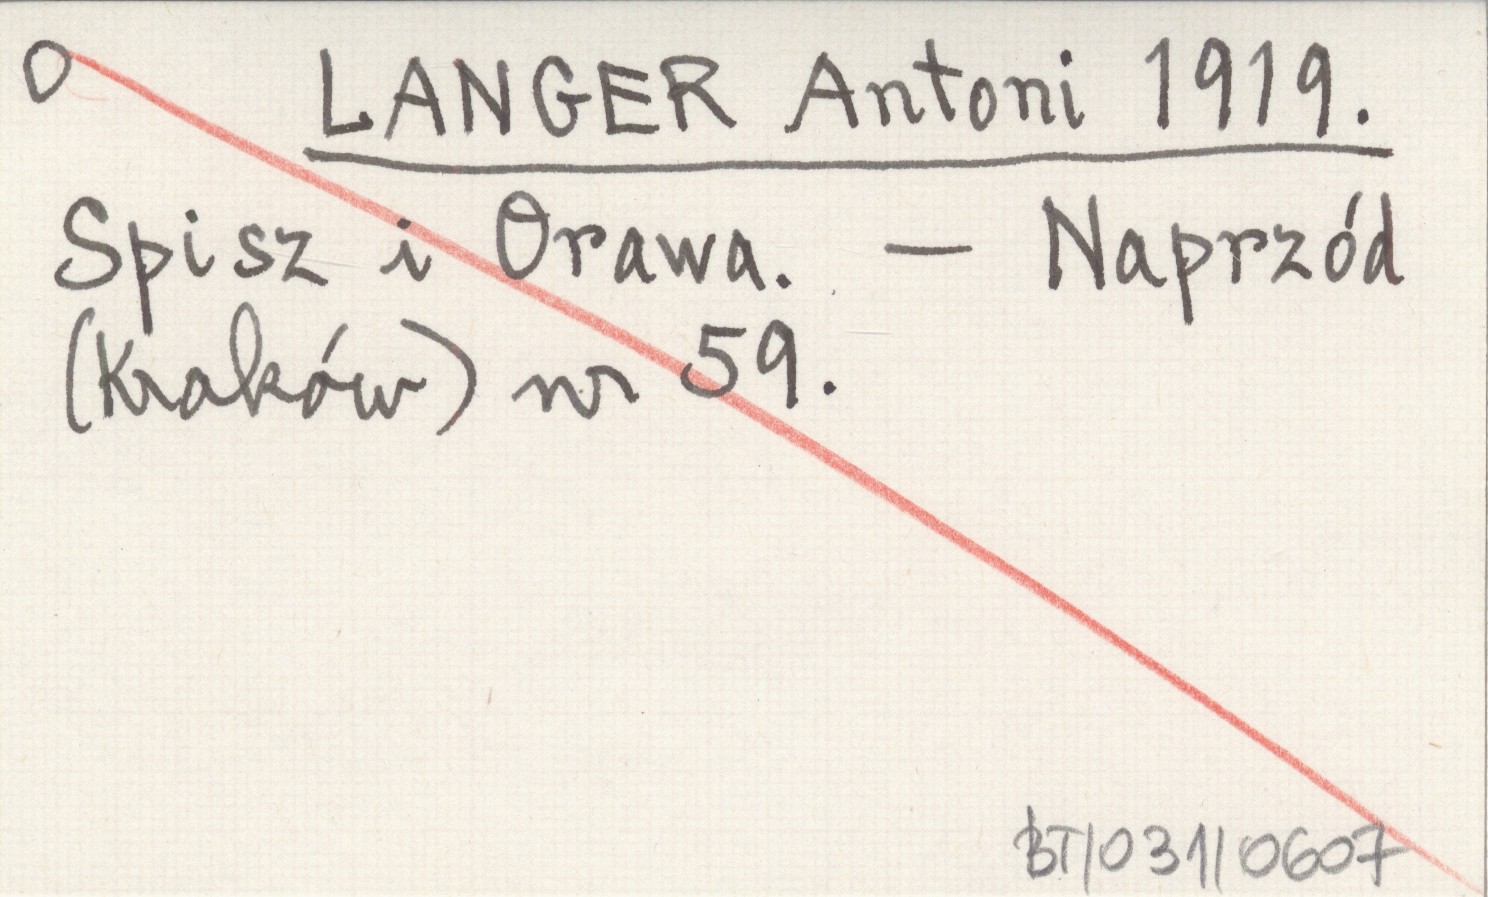 O LANGER Antoni 1919.
Spisz i Orawa. — Naprzód
(Kraków) nr 59.
BT/031/0607